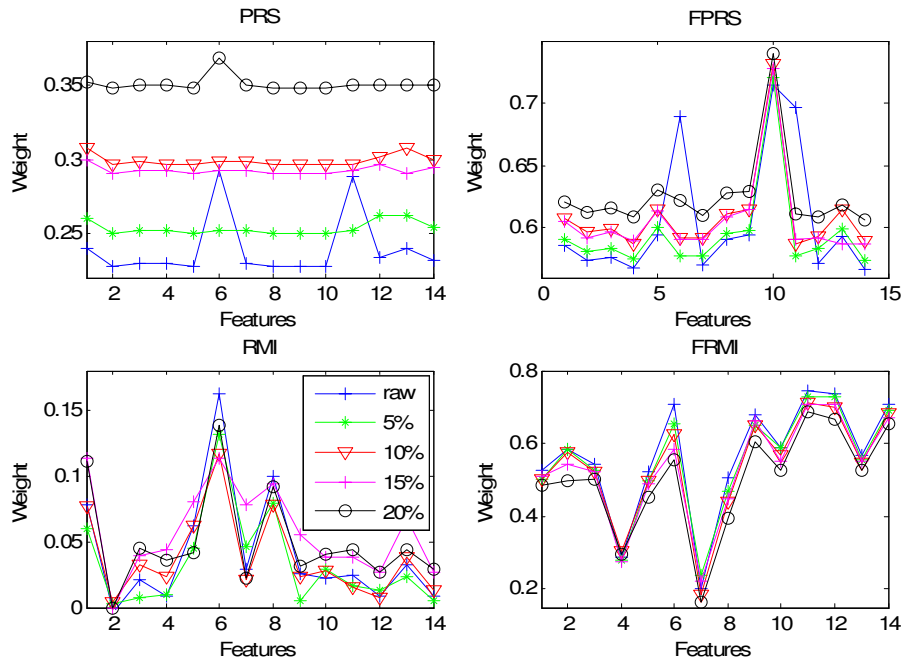 PRS
FPRS
Weight
0.35
0.3
0.25
2 4 6 8 10 12 14
Features
Weight
0.7
0.65
0.6
0 5 10 15
Features
RMI
FRMI
Weight
0.15
0.1
0.05
0
2 4 6 8 10 12 14
Features
raw
5%
10%
15%
20%
Weight
0.8
0.6
0.4
0.2
2 4 6 8 10 12 14
Features